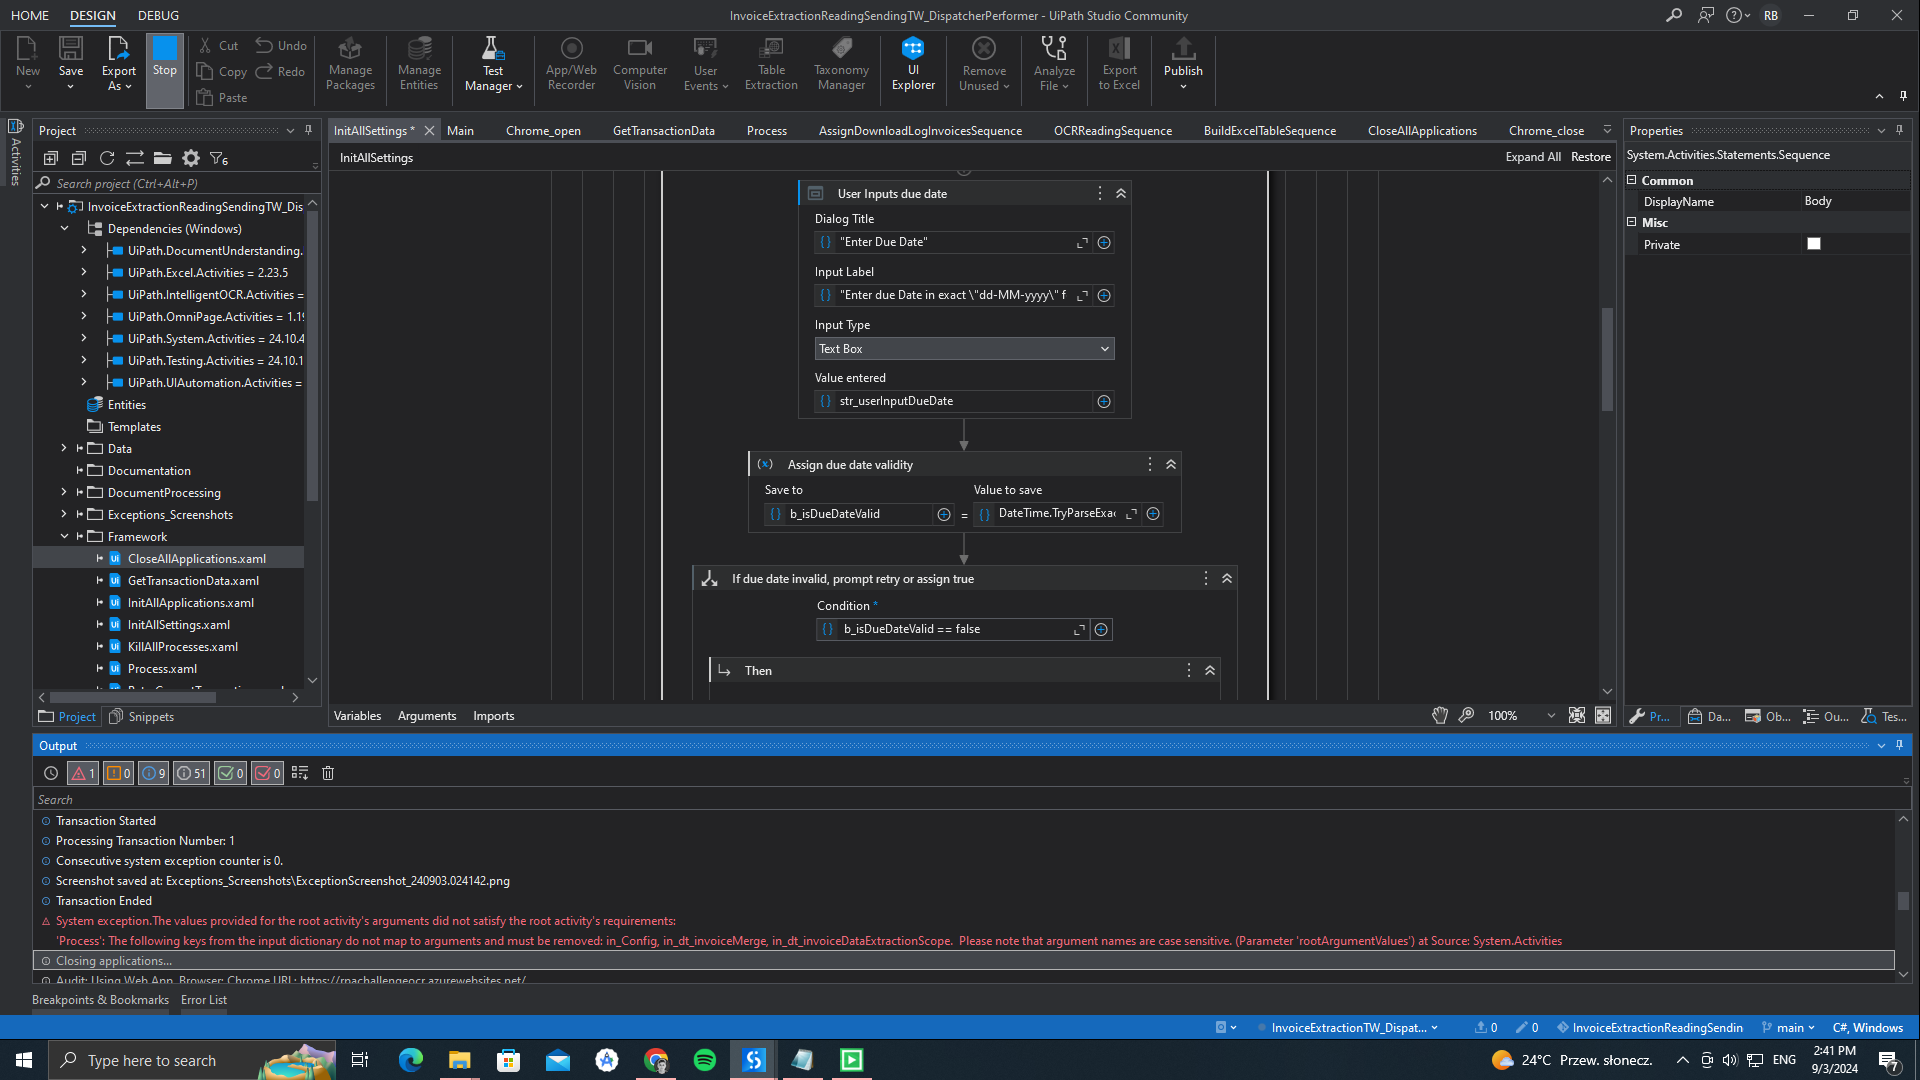 HOME DESIGN DEBUG
InvoiceExtractionReadingSendingTW_DispatcherPerformer - UiPath Studio Community
RB
New
Save
Export
As
Stop
Cut
Copy
Paste
Undo
Redo
Manage
Packages
Manage
Entities
Test
Manager
App/Web
Recorder
Computer
Vision
User
Events
Table
Extraction
Taxonomy
Manager
UI
Explorer
Remove
Unused
Analyze
File
Export
to Excel
Publish
Activities
Project
6
Search project (Ctrl+Alt+P)
InvoiceExtractionReadingSendingTW_Dis
Dependencies (Windows)
UiPath.DocumentUnderstanding.
UiPath.Excel.Activities = 2.23.5
UiPath.IntelligentOCR.Activities =
UiPath.OmniPage.Activities = 1.19
UiPath.System.Activities = 24.10.4
UiPath.Testing.Activities = 24.10.1
UiPath.UIAutomation.Activities =
Entities
Templates
Data
Documentation
DocumentProcessing
Exceptions_Screenshots
Framework
CloseAllApplications.xaml
GetTransactionData.xaml
InitAllApplications.xaml
InitAllSettings.xaml
KillAllProcesses.xaml
Process.xaml
Project Snippets
InitAllSettings * Main Chrome_open GetTransactionData Process AssignDownloadLogInvoicesSequence OCRReadingSequence BuildExcelTableSequence CloseAllApplications Chrome_close
InitAllSettings
Expand All Restore
User Inputs due date
Dialog Title
"Enter Due Date"
Input Label
"Enter due Date in exact \"dd-MM-yyyy\" f
Input Type
Text Box
Value entered
str_userInputDueDate
Assign due date validity
Save to Value to save
b_isDueDateValid = DateTime.TryParseExac
If due date invalid, prompt retry or assign true
Condition *
b_isDueDateValid == false
Then
Variables Arguments Imports
100%
Properties
System.Activities.Statements.Sequence
Common
DisplayName Body
Misc
Private
Pr... Da... Ob... Ou... Tes...
Output
1 0 9 51 0 0
Search
Transaction Started
Processing Transaction Number: 1
Consecutive system exception counter is 0.
Screenshot saved at: Exceptions_Screenshots\ExceptionScreenshot_240903.024142.png
Transaction Ended
System exception.The values provided for the root activity's arguments did not satisfy the root activity's requirements:
'Process': The following keys from the input dictionary do not map to arguments and must be removed: in_Config, in_dt_invoiceMerge, in_dt_invoiceDataExtractionScope.  Please note that argument names are case sensitive. (Parameter 'rootArgumentValues') at Source: System.Activities
Closing applications...
Audit: Using Web App. Browser: Chrome URL: https://rpachallengeocr.azurewebsites.net/
Breakpoints & Bookmarks Error List
InvoiceExtractionTW_Dispat... 0 0 InvoiceExtractionReadingSendin main C#, Windows
Type here to search
24°C Przew. słonecz.
ENG
2:41 PM
9/3/2024
7